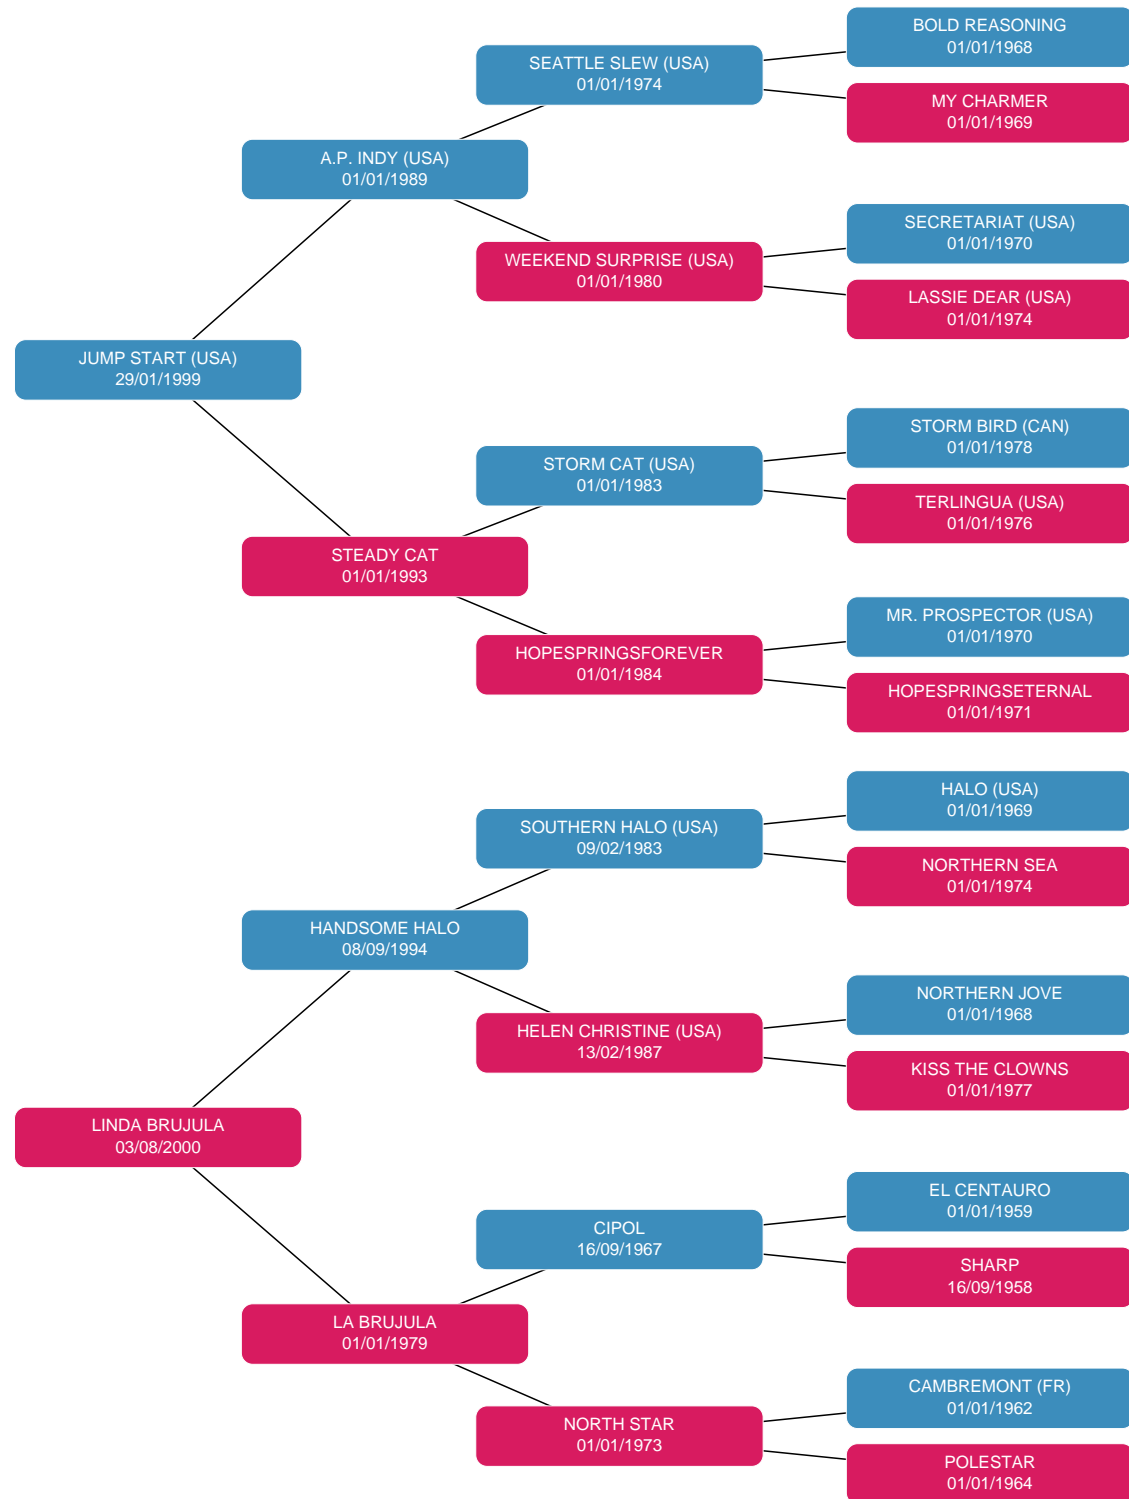 BOLD REASONING
01/01/1968
SEATTLE SLEW (USA)
01/01/1974
MY CHARMER
01/01/1969
A.P. INDY (USA)
01/01/1989
SECRETARIAT (USA)
01/01/1970
WEEKEND SURPRISE (USA)
01/01/1980
LASSIE DEAR (USA)
01/01/1974
JUMP START (USA)
29/01/1999
STORM BIRD (CAN)
01/01/1978
STORM CAT (USA)
01/01/1983
TERLINGUA (USA)
01/01/1976
STEADY CAT
01/01/1993
MR. PROSPECTOR (USA)
01/01/1970
HOPESPRINGSFOREVER
01/01/1984
HOPESPRINGSETERNAL
01/01/1971
HALO (USA)
01/01/1969
SOUTHERN HALO (USA)
09/02/1983
NORTHERN SEA
01/01/1974
HANDSOME HALO
08/09/1994
NORTHERN JOVE
01/01/1968
HELEN CHRISTINE (USA)
13/02/1987
KISS THE CLOWNS
01/01/1977
LINDA BRUJULA
03/08/2000
EL CENTAURO
01/01/1959
CIPOL
16/09/1967
SHARP
16/09/1958
LA BRUJULA
01/01/1979
CAMBREMONT (FR)
01/01/1962
NORTH STAR
01/01/1973
POLESTAR
01/01/1964